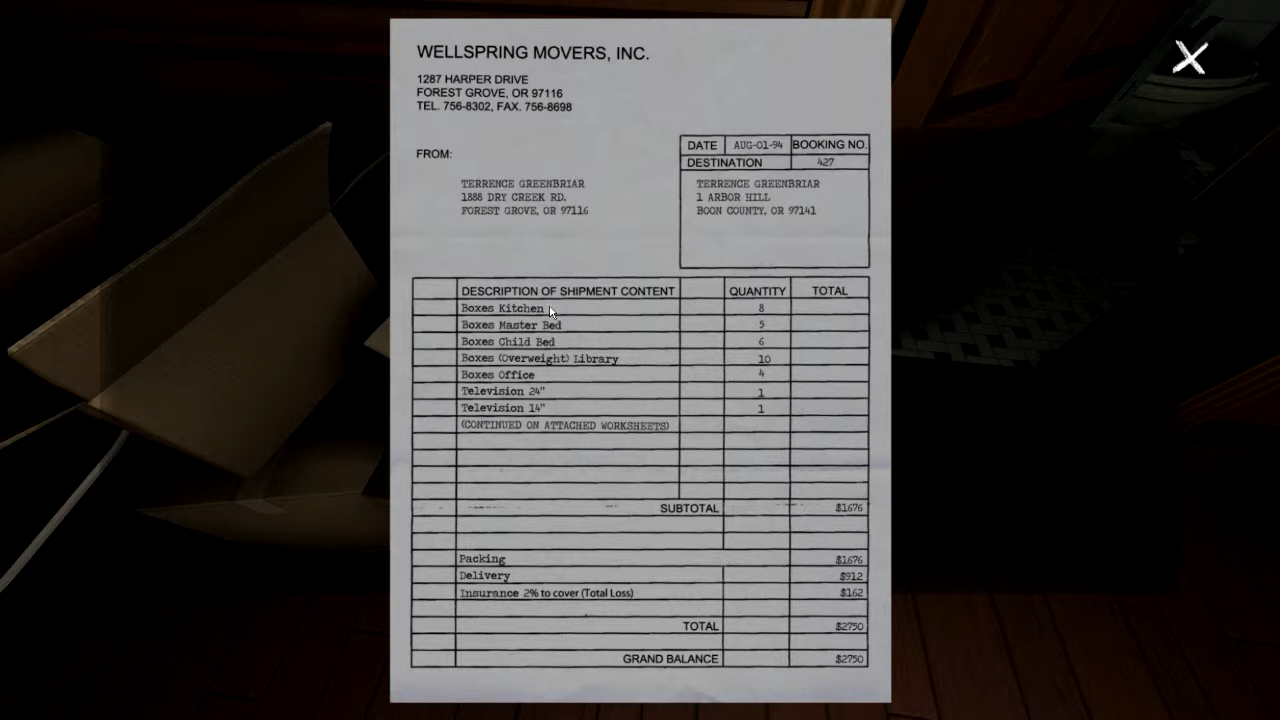 WELLSPRING MOVERS, INC.
1287 HARPER DRIVE
FOREST GROVE, OR 97116
TEL. 756-8302, FAX. 756-8698
DATE AUG-01-94 BOOKING NO.
DESTINATION 427
FROM:
TERRENCE GREENBRIAR
1888 DRY CREEK RD.
FOREST GROVE, OR 97116
TERRENCE GREENBRIAR
1 ARBOR HILL
BOON COUNTY, OR 97141
DESCRIPTION OF SHIPMENT CONTENT QUANTITY TOTAL
Boxes Kitchen 8
Boxes Master Bed 5
Boxes Child Bed 6
Boxes (Overweight) Library 10
Boxes Office 4
Television 24" 1
Television 14" 1
(CONTINUED ON ATTACHED WORKSHEETS)
SUBTOTAL $1676
Packing $1676
Delivery $912
Insurance 2% to cover (Total Loss) $162
TOTAL $2750
GRAND BALANCE $2750